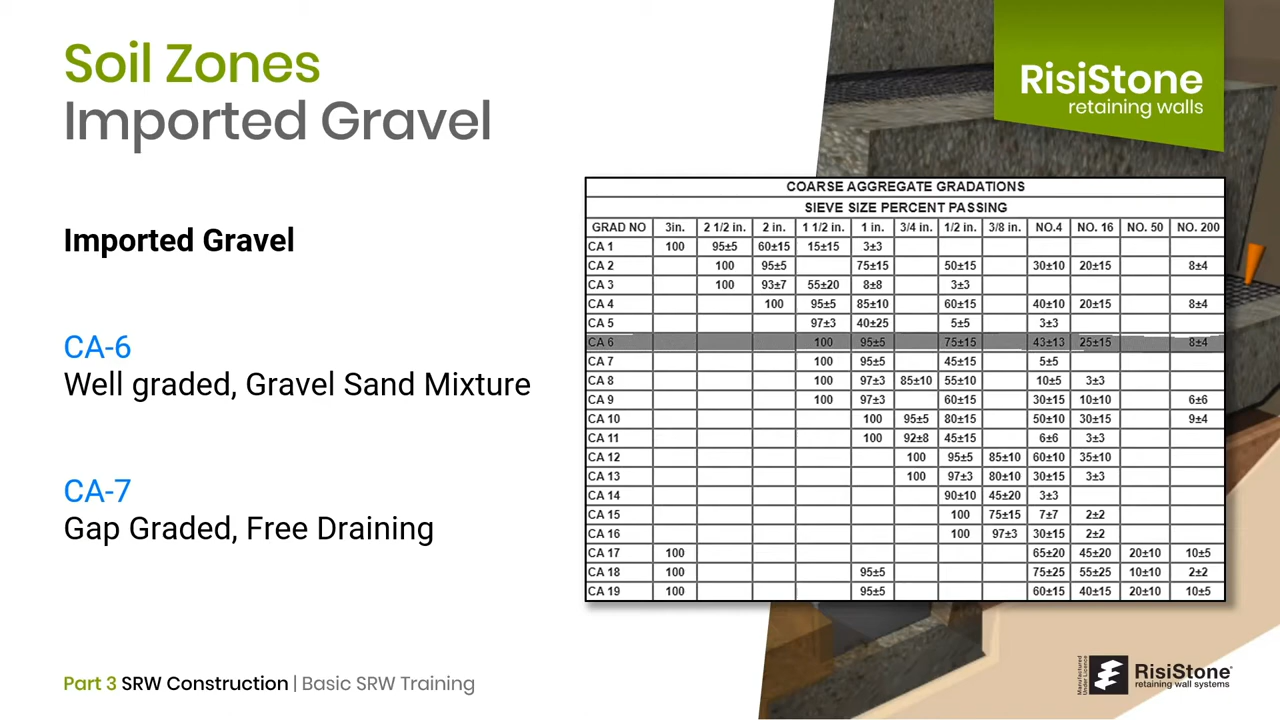 Soil Zones
Imported Gravel
RisiStone
retaining walls
Imported Gravel
CA-6
Well graded, Gravel Sand Mixture
CA-7
Gap Graded, Free Draining
COARSE AGGREGATE GRADATIONS
SIEVE SIZE PERCENT PASSING
GRAD NO 3in. 2 1/2 in. 2 in. 1 1/2 in. 1 in. 3/4 in. 1/2 in. 3/8 in. NO.4 NO. 16 NO. 50 NO. 200
CA 1 100 95±5 60±15 15±15 3±3
CA 2 100 95±5 75±15 50±15 30±10 20±15 8±4
CA 3 100 93±7 55±20 8±8 3±3
CA 4 100 95±5 85±10 60±15 40±10 20±15 8±4
CA 5 97±3 40±25 5±5 3±3
CA 6 100 95±5 75±15 43±13 25±15 8±4
CA 7 100 95±5 45±15 5±5
CA 8 100 97±3 85±10 55±10 10±5 3±3
CA 9 100 97±3 60±15 30±15 10±10 6±6
CA 10 100 95±5 80±15 50±10 30±15 9±4
CA 11 100 92±8 45±15 6±6 3±3
CA 12 100 95±5 85±10 60±10 35±10
CA 13 100 97±3 80±10 30±15 3±3
CA 14 90±10 45±20 3±3
CA 15 100 75±15 7±7 2±2
CA 16 100 97±3 30±15 2±2
CA 17 100 65±20 45±20 20±10 10±5
CA 18 100 95±5 75±25 55±25 10±10 2±2
CA 19 100 95±5 60±15 40±15 20±10 10±5
Part 3 SRW Construction | Basic SRW Training
Manufactured
Under Licence
RisiStone®
retaining wall systems